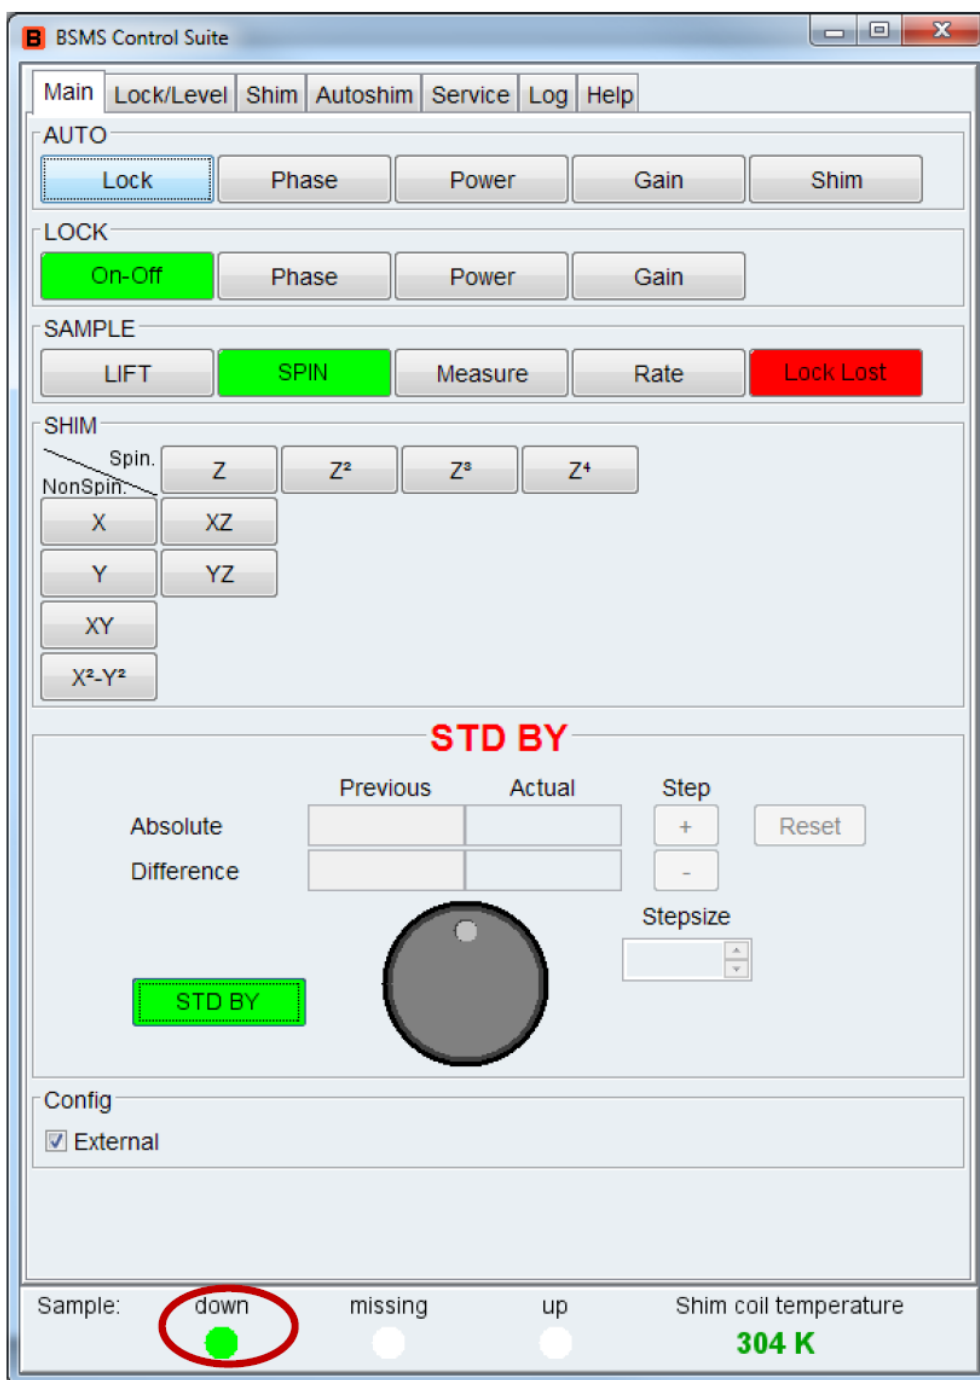 B BSMS Control Suite
Main Lock/Level Shim Autoshim Service Log Help
AUTO
Lock Phase Power Gain Shim
LOCK
On-Off Phase Power Gain
SAMPLE
LIFT SPIN Measure Rate Lock Lost
SHIM
Spin.
NonSpin.
Z Z² Z³ Z⁴
X XZ
Y YZ
XY
X²-Y²
STD BY
Previous Actual Step
Absolute + Reset
Difference -
Stepsize
STD BY
Config
External
Sample: down missing up Shim coil temperature
304 K